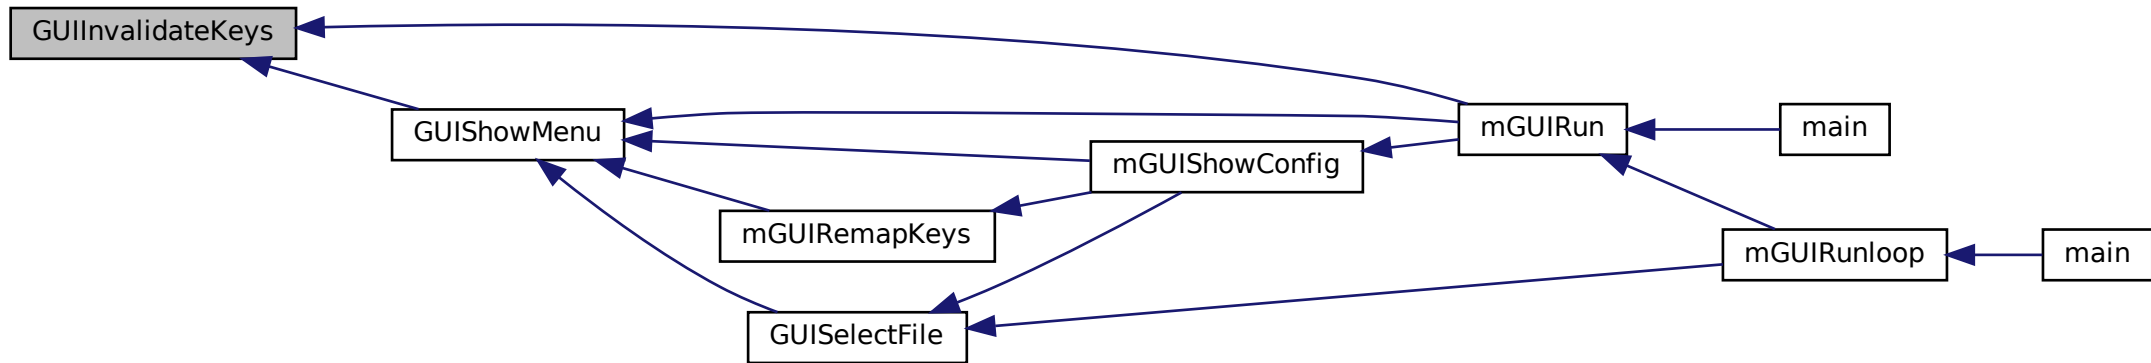 GUIInvalidateKeys
GUIShowMenu
mGUIRun
main
mGUIShowConfig
mGUIRemapKeys
mGUIRunloop
main
GUISelectFile